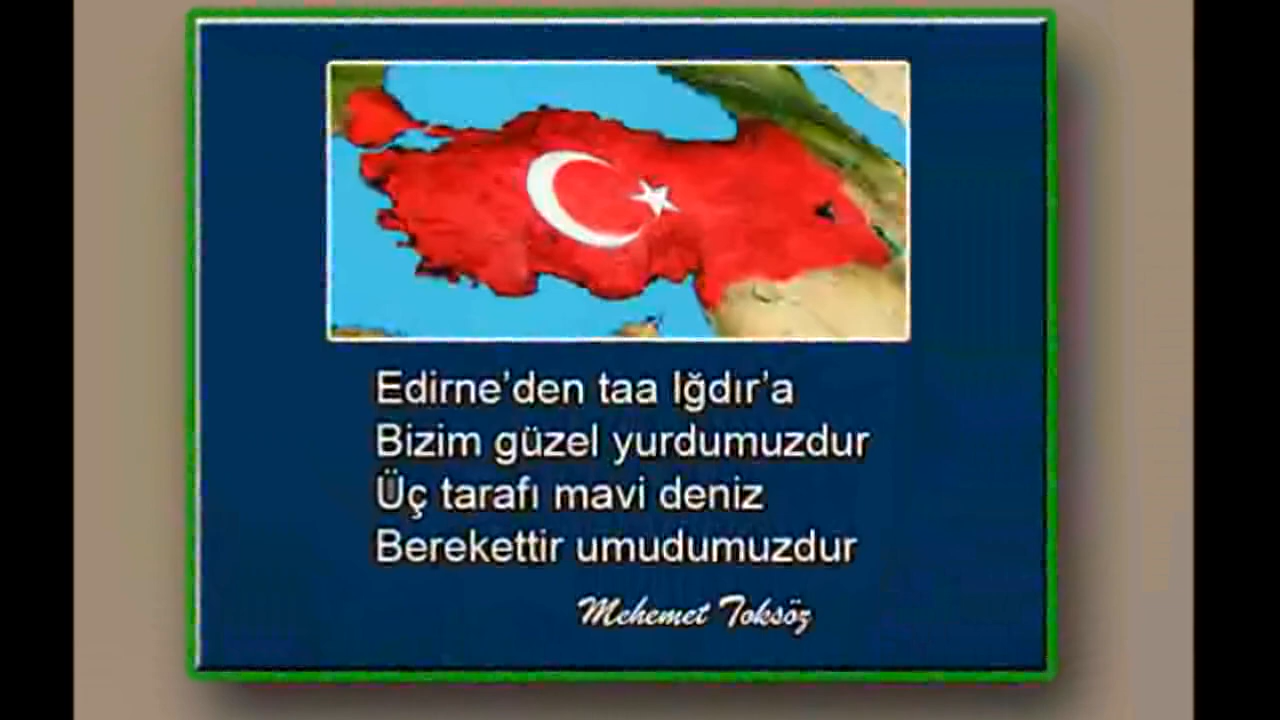 Edirne’den taa Iğdır’a
Bizim güzel yurdumuzdur
Üç tarafı mavi deniz
Berekettir umudumuzdur
Mehemet Toksöz